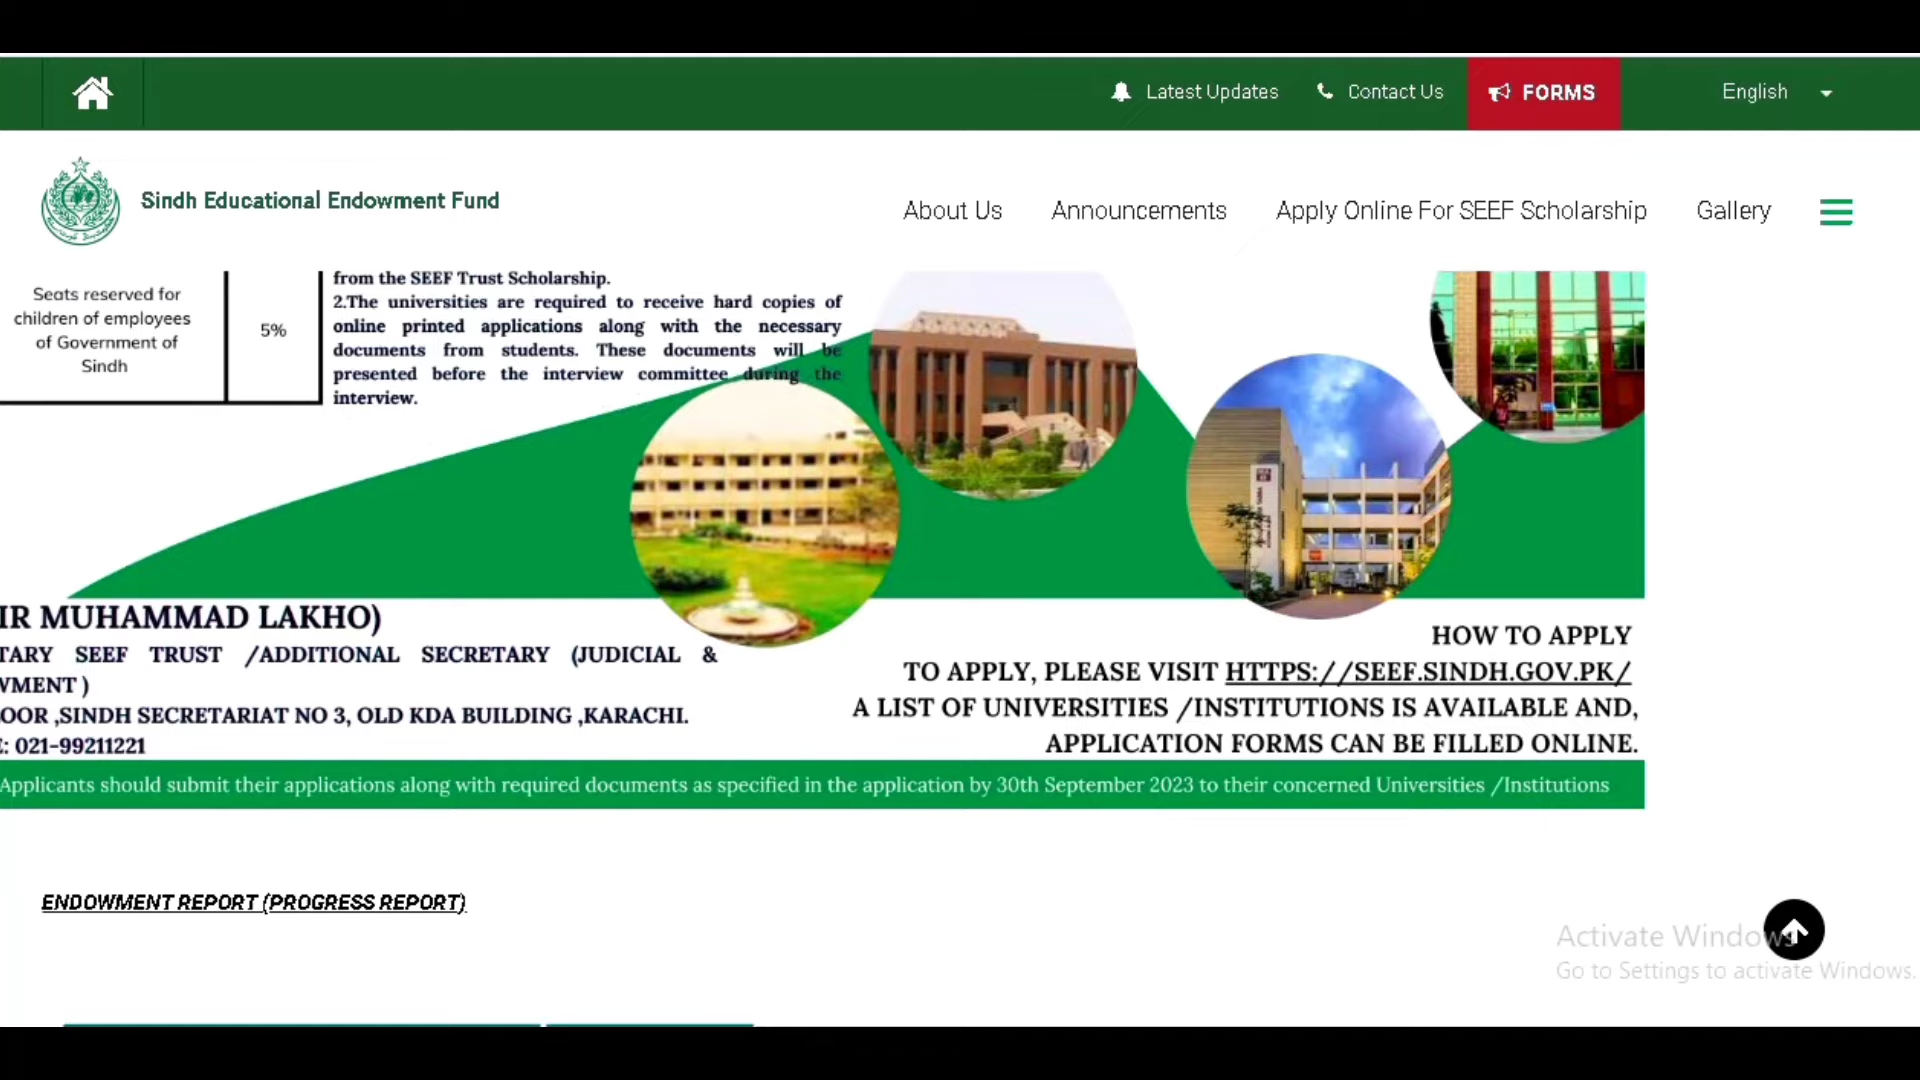 Latest Updates
Contact Us
FORMS
English
Sindh Educational Endowment Fund
About Us
Announcements
Apply Online For SEEF Scholarship
Gallery
Seats reserved for
children of employees
of Government of
Sindh
5%
from the SEEF Trust Scholarship.
2.The universities are required to receive hard copies of
online printed applications along with the necessary
documents from students. These documents will be
presented before the interview committee during the
interview.
IR MUHAMMAD LAKHO)
TARY SEEF TRUST /ADDITIONAL SECRETARY (JUDICIAL &
WMENT )
OOR ,SINDH SECRETARIAT NO 3, OLD KDA BUILDING ,KARACHI.
: 021-99211221
HOW TO APPLY
TO APPLY, PLEASE VISIT HTTPS://SEEF.SINDH.GOV.PK/
A LIST OF UNIVERSITIES /INSTITUTIONS IS AVAILABLE AND,
APPLICATION FORMS CAN BE FILLED ONLINE.
Applicants should submit their applications along with required documents as specified in the application by 30th September 2023 to their concerned Universities /Institutions
ENDOWMENT REPORT (PROGRESS REPORT)
Activate Windows
Go to Settings to activate Windows.